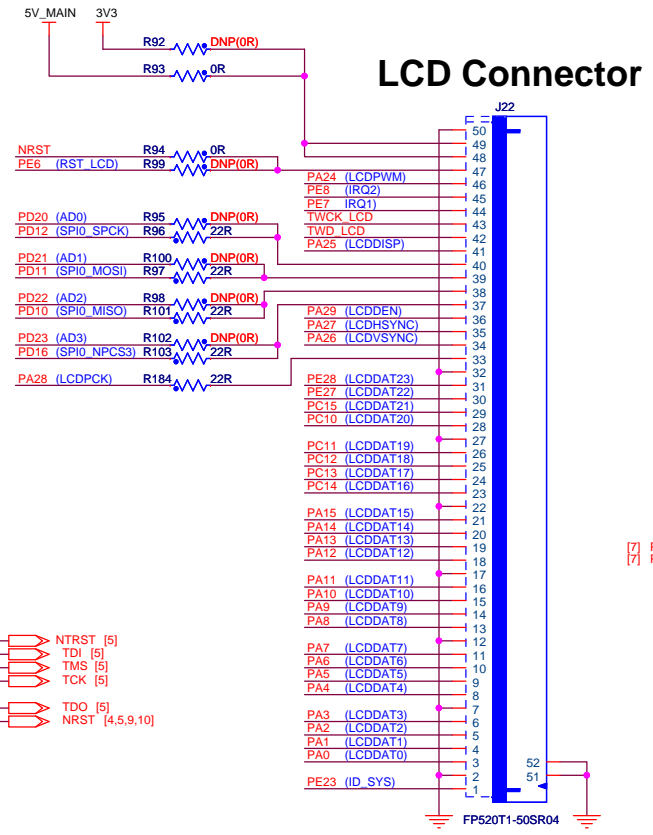 5V_MAIN 3V3
R92 DNP(0R)
R93 0R
LCD Connector
J22
NRST R94 0R
PE6 (RST_LCD) R99 DNP(0R)
PD20 (AD0) R95 DNP(0R)
PD12 (SPI0_SPCK) R96 22R
PD21 (AD1) R100 DNP(0R)
PD11 (SPI0_MOSI) R97 22R
PD22 (AD2) R98 DNP(0R)
PD10 (SPI0_MISO) R101 22R
PD23 (AD3) R102 DNP(0R)
PD16 (SPI0_NPCS3) R103 22R
PA28 (LCDPCK) R184 22R
50
49
48
47
PA24 (LCDPWM) 46
PE8 (IRQ2) 45
PE7 IRQ1) 44
TWCK_LCD 43
TWD_LCD 42
PA25 (LCDDISP) 41
40
39
38
37
PA29 (LCDDEN) 36
PA27 (LCDHSYNC) 35
PA26 (LCDVSYNC) 34
33
32
PE28 (LCDDAT23) 31
PE27 (LCDDAT22) 30
PC15 (LCDDAT21) 29
PC10 (LCDDAT20) 28
27
PC11 (LCDDAT19) 26
PC12 (LCDDAT18) 25
PC13 (LCDDAT17) 24
PC14 (LCDDAT16) 23
22
PA15 (LCDDAT15) 21
PA14 (LCDDAT14) 20
PA13 (LCDDAT13) 19
PA12 (LCDDAT12) 18
17
PA11 (LCDDAT11) 16
PA10 (LCDDAT10) 15
PA9 (LCDDAT9) 14
PA8 (LCDDAT8) 13
12
PA7 (LCDDAT7) 11
PA6 (LCDDAT6) 10
PA5 (LCDDAT5) 9
PA4 (LCDDAT4) 8
7
PA3 (LCDDAT3) 6
PA2 (LCDDAT2) 5
PA1 (LCDDAT1) 4
PA0 (LCDDAT0) 3
2
PE23 (ID_SYS) 1
52
51
FP520T1-50SR04
NTRST [5]
TDI [5]
TMS [5]
TCK [5]
TDO [5]
NRST [4,5,9,10]
[7]
[7]